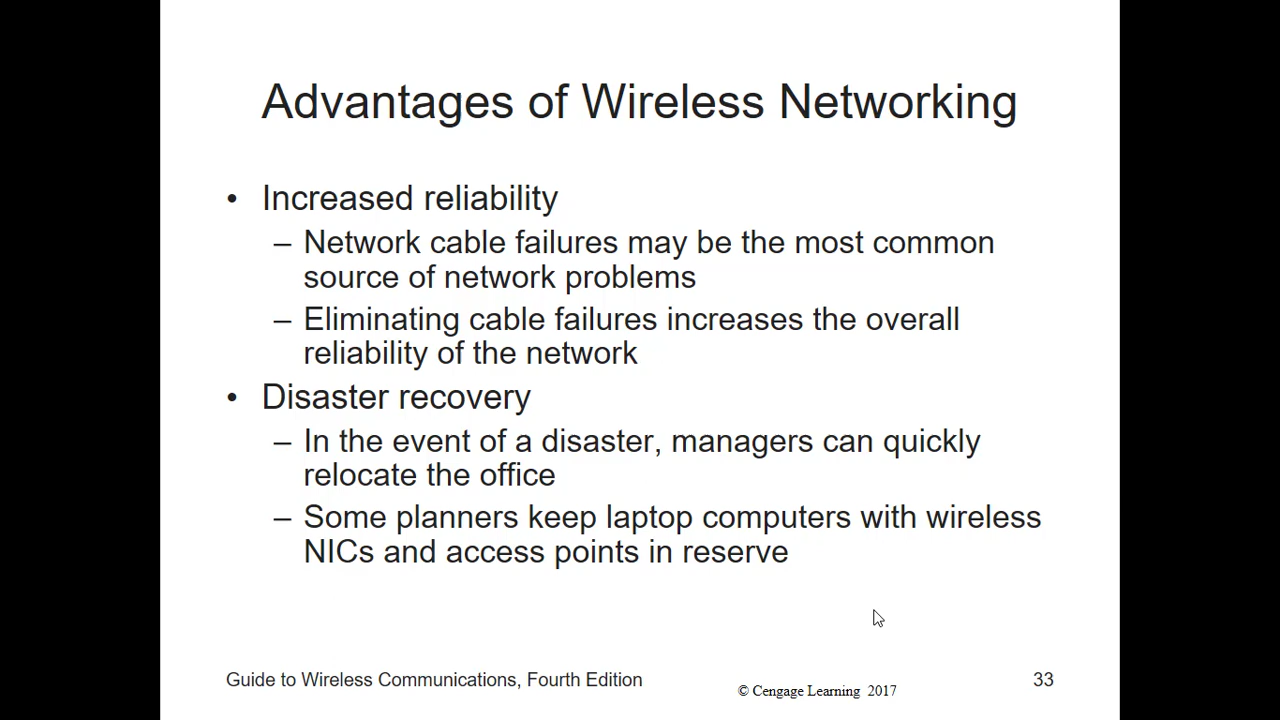 Advantages of Wireless Networking
• Increased reliability
– Network cable failures may be the most common
source of network problems
– Eliminating cable failures increases the overall
reliability of the network
• Disaster recovery
– In the event of a disaster, managers can quickly
relocate the office
– Some planners keep laptop computers with wireless
NICs and access points in reserve
Guide to Wireless Communications, Fourth Edition
© Cengage Learning 2017
33